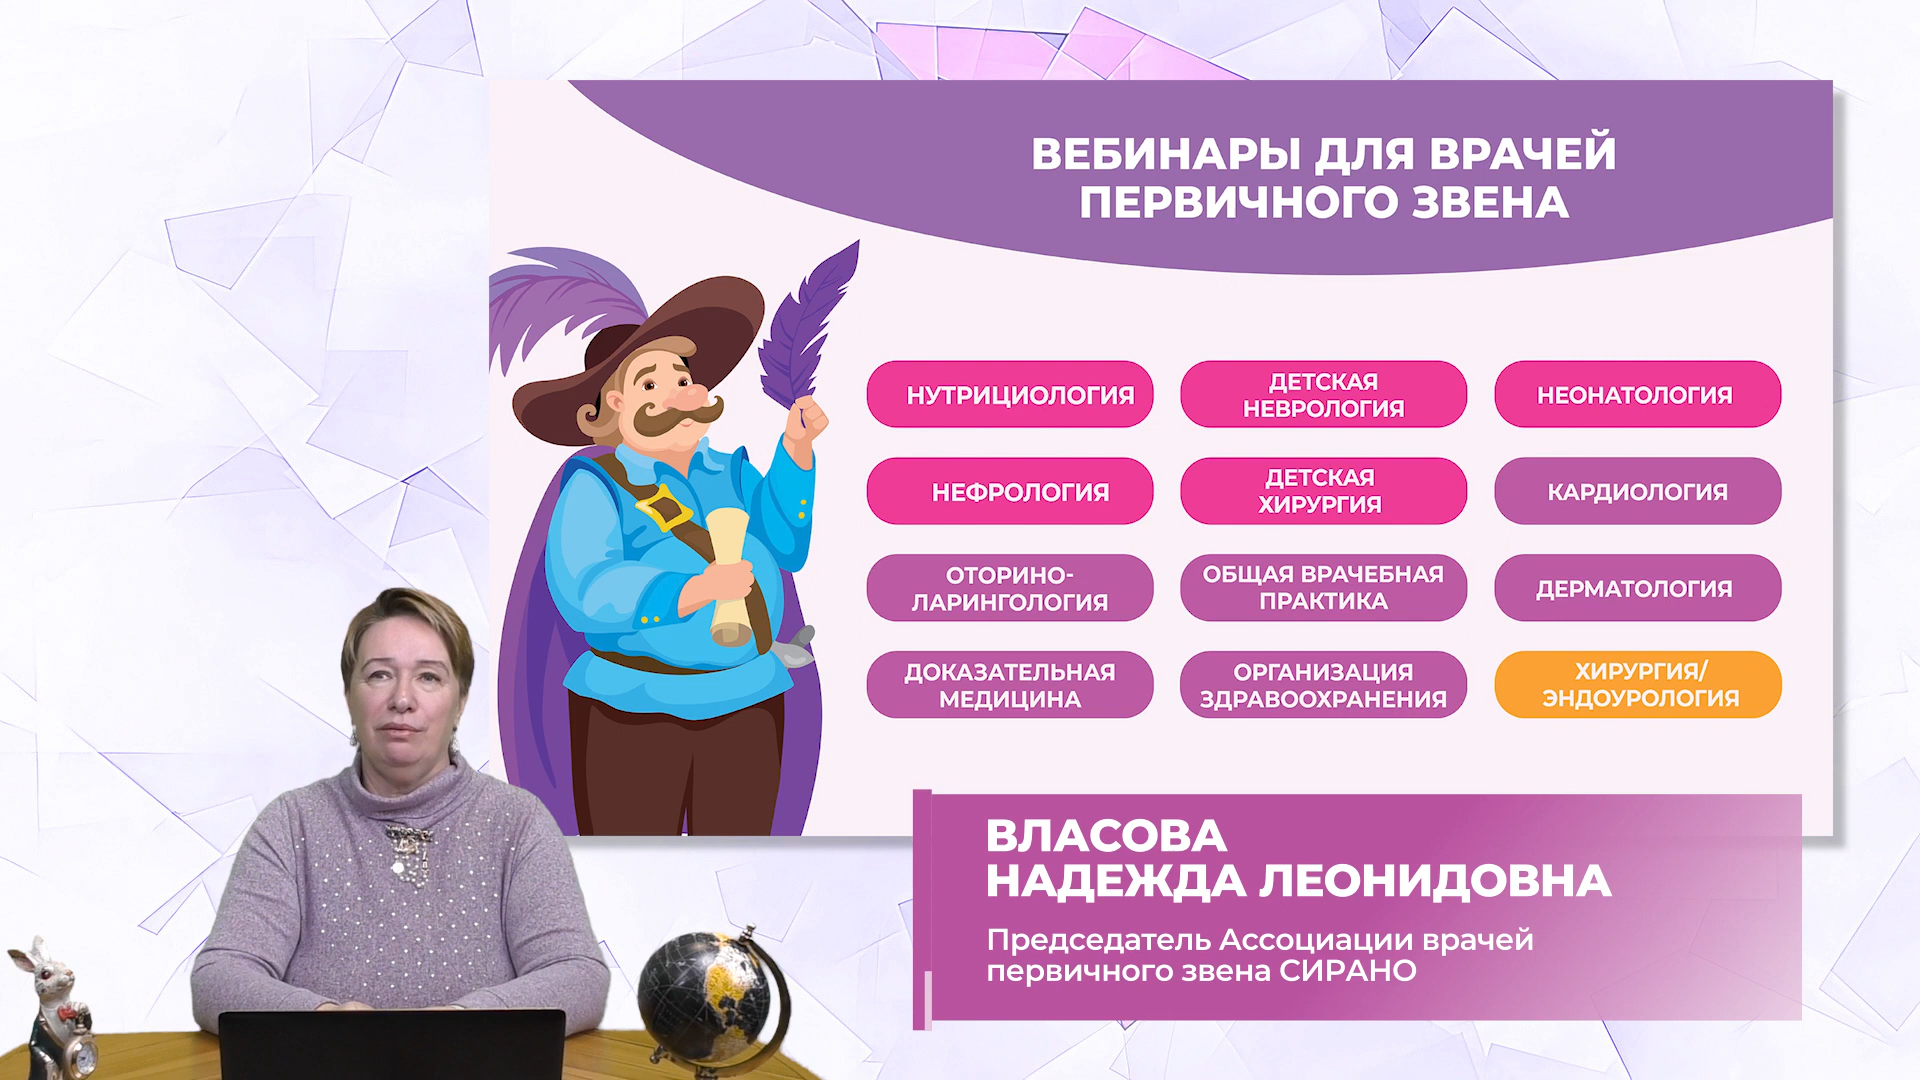 ВЕБИНАРЫ ДЛЯ ВРАЧЕЙ
ПЕРВИЧНОГО ЗВЕНА
НУТРИЦИОЛОГИЯ
ДЕТСКАЯ
НЕВРОЛОГИЯ
НЕОНАТОЛОГИЯ
НЕФРОЛОГИЯ
ДЕТСКАЯ
ХИРУРГИЯ
КАРДИОЛОГИЯ
ОТОРИНО-
ЛАРИНГОЛОГИЯ
ОБЩАЯ ВРАЧЕБНАЯ
ПРАКТИКА
ДЕРМАТОЛОГИЯ
ДОКАЗАТЕЛЬНАЯ
МЕДИЦИНА
ОРГАНИЗАЦИЯ
ЗДРАВООХРАНЕНИЯ
ХИРУРГИЯ/
ЭНДОУРОЛОГИЯ
ВЛАСОВА
НАДЕЖДА ЛЕОНИДОВНА
Председатель Ассоциации врачей
первичного звена СИРАНО